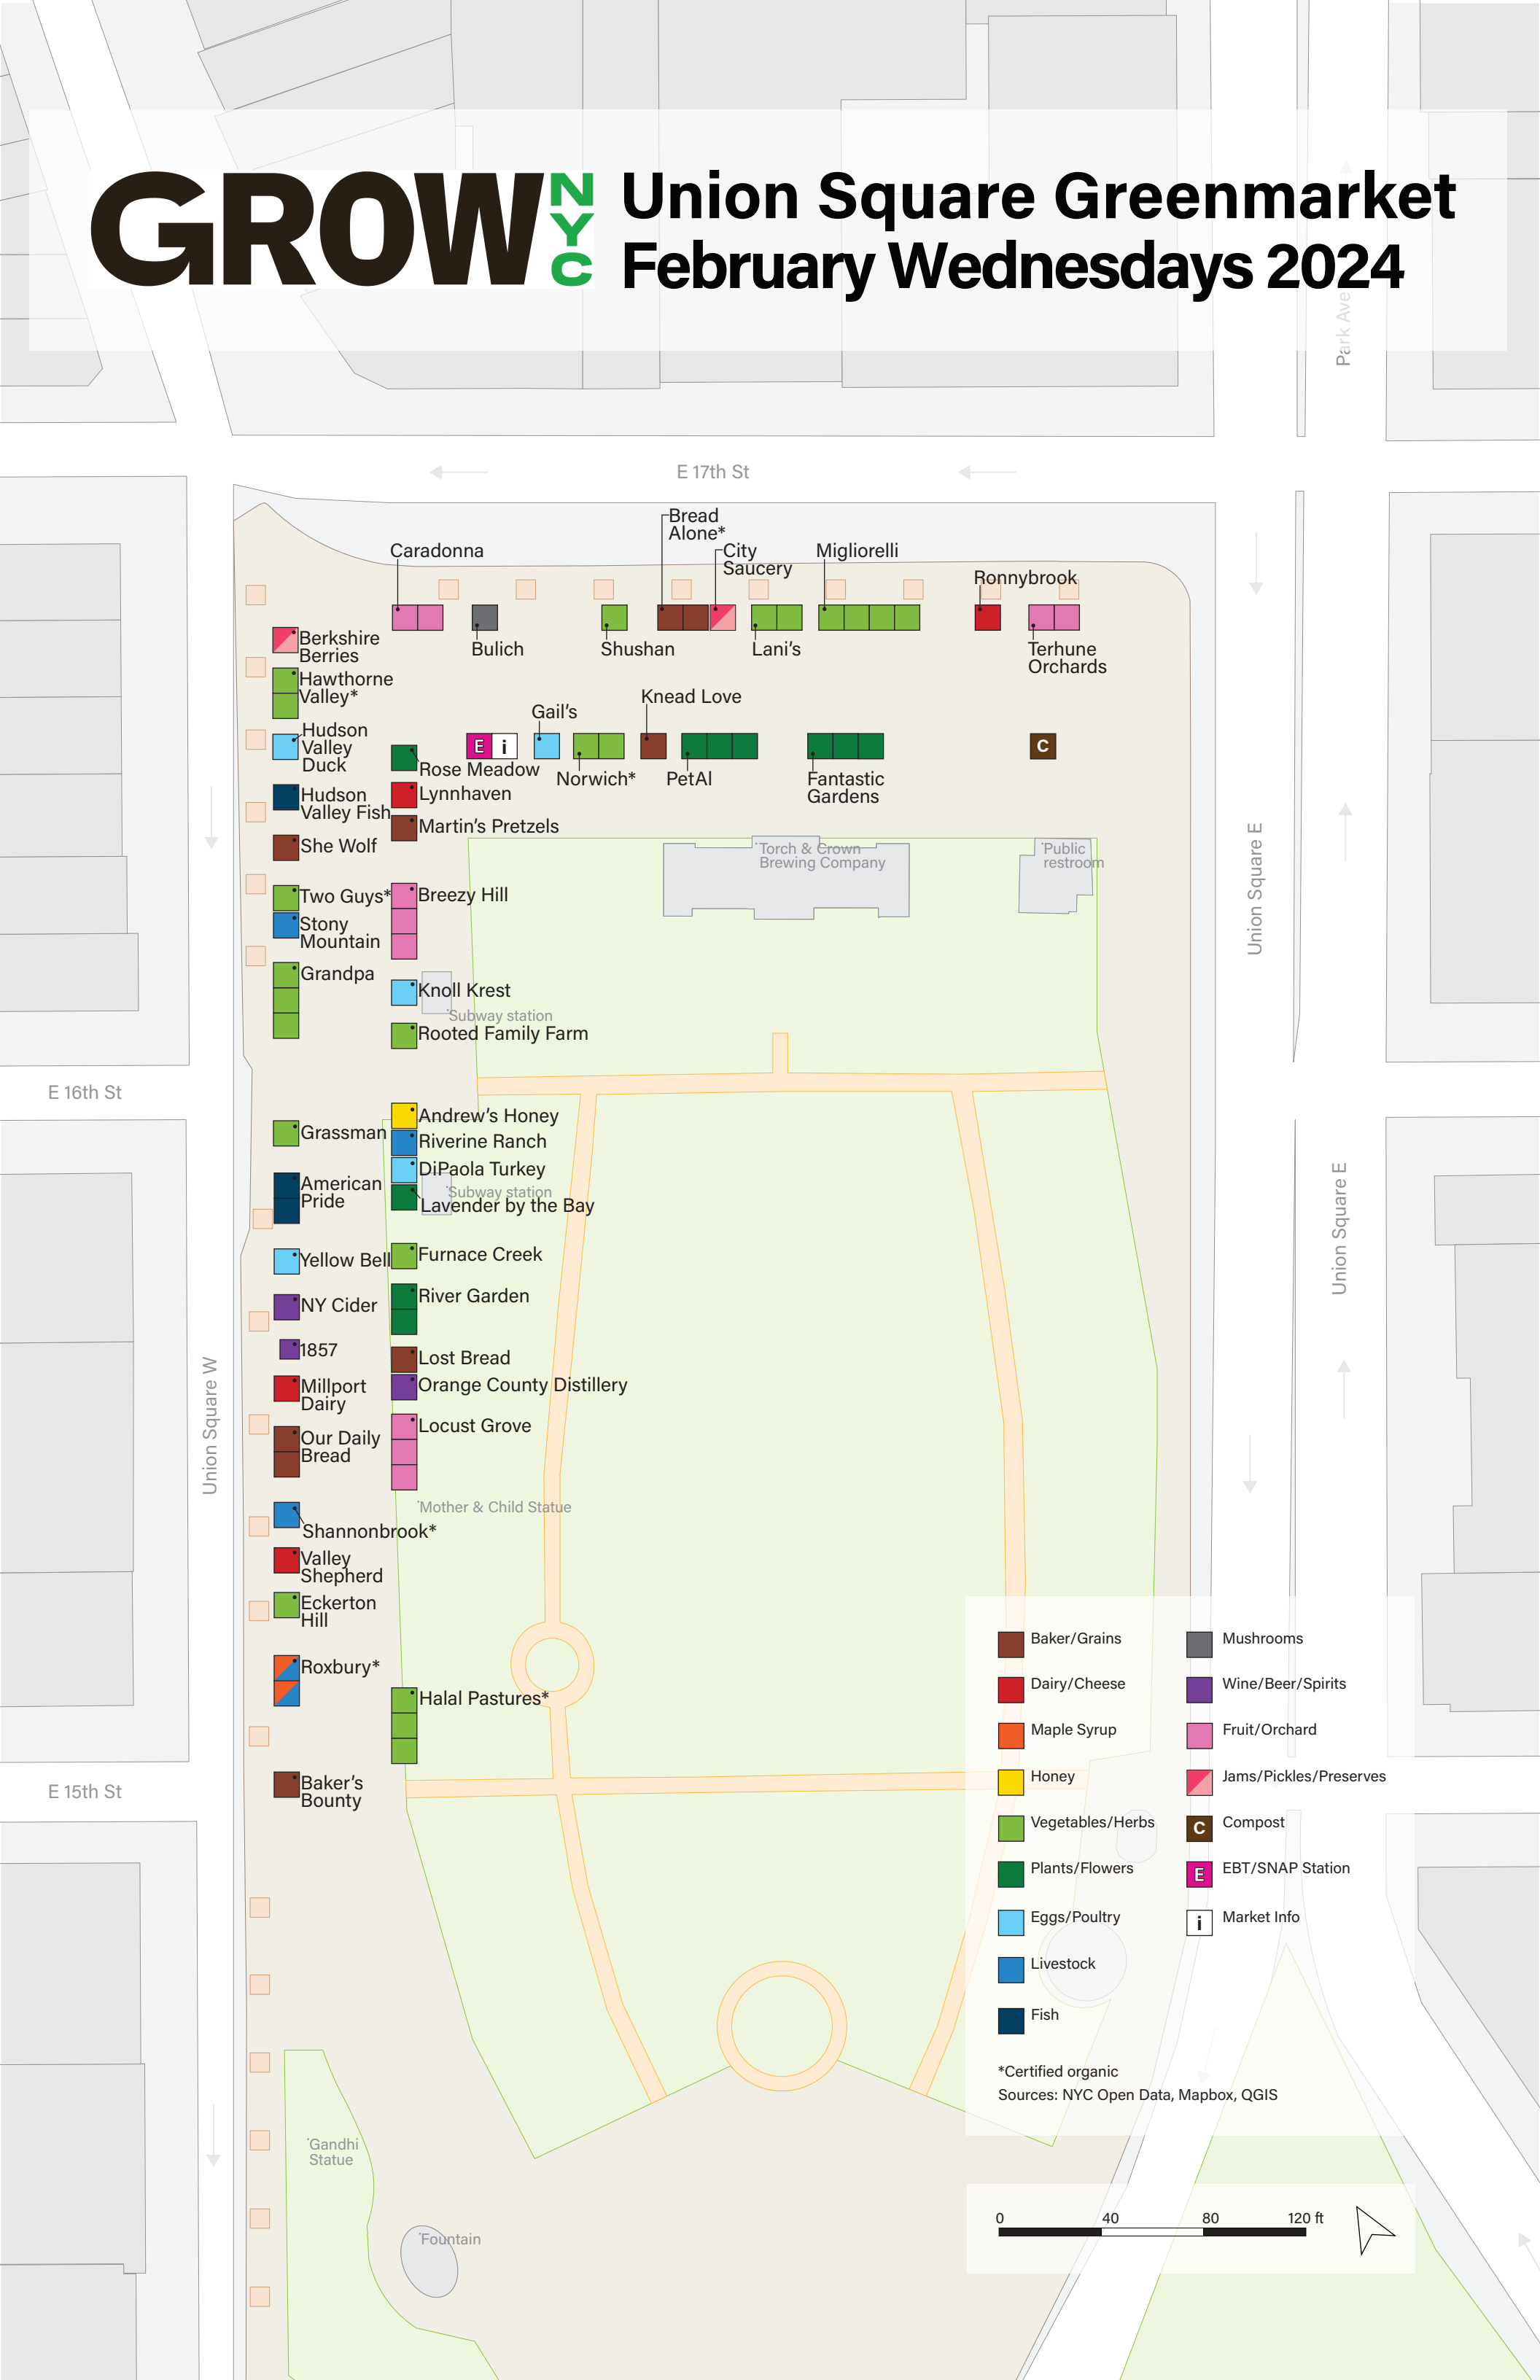 GROW
NYC
Union Square Greenmarket
February Wednesdays 2024
Park Ave
E 17th St
Bread
Alone*
Caradonna
City
Saucery
Migliorelli
Ronnybrook
Berkshire
Berries
Bulich
Shushan
Lani's
Terhune
Orchards
Hawthorne
Valley*
Knead Love
Gail's
Hudson
Valley
Duck
E
i
C
Rose Meadow
Norwich*
PetAl
Fantastic
Gardens
Hudson
Valley Fish
Lynnhaven
Martin's Pretzels
She Wolf
Torch & Crown
Brewing Company
Public
restroom
Union Square E
Two Guys*
Breezy Hill
Stony
Mountain
Grandpa
Knoll Krest
Subway station
Rooted Family Farm
E 16th St
Andrew's Honey
Grassman
Riverine Ranch
DiPaola Turkey
American
Pride
Subway station
Lavender by the Bay
Union Square E
Yellow Bell
Furnace Creek
River Garden
NY Cider
1857
Lost Bread
Union Square W
Millport
Dairy
Orange County Distillery
Our Daily
Bread
Locust Grove
Mother & Child Statue
Shannonbrook*
Valley
Shepherd
Eckerton
Hill
Roxbury*
Halal Pastures*
E 15th St
Baker's
Bounty
Baker/Grains
Dairy/Cheese
Maple Syrup
Honey
Vegetables/Herbs
Plants/Flowers
Eggs/Poultry
Livestock
Fish
Mushrooms
Wine/Beer/Spirits
Fruit/Orchard
Jams/Pickles/Preserves
C Compost
E EBT/SNAP Station
i Market Info
*Certified organic
Sources: NYC Open Data, Mapbox, QGIS
Gandhi
Statue
Fountain
0 40 80 120 ft